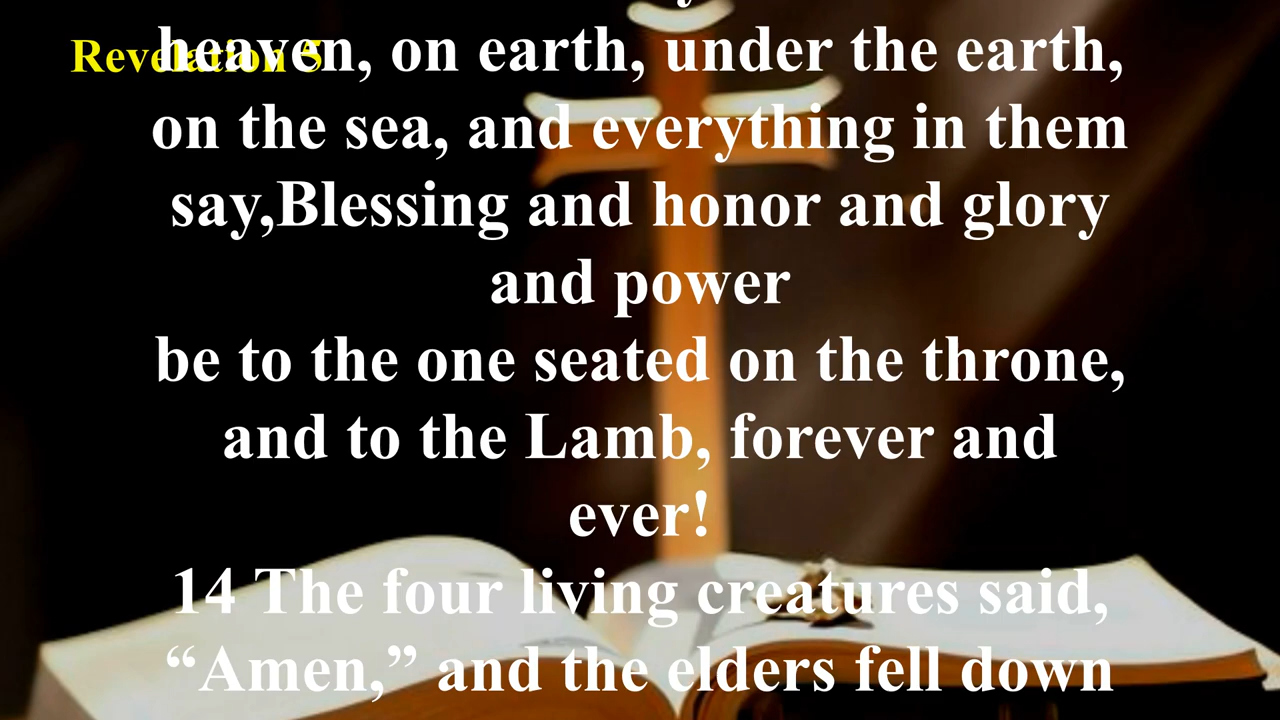 Revelation 5
heaven, on earth, under the earth,
on the sea, and everything in them
say,Blessing and honor and glory
and power
be to the one seated on the throne,
and to the Lamb, forever and
ever!
14 The four living creatures said,
“Amen,” and the elders fell down